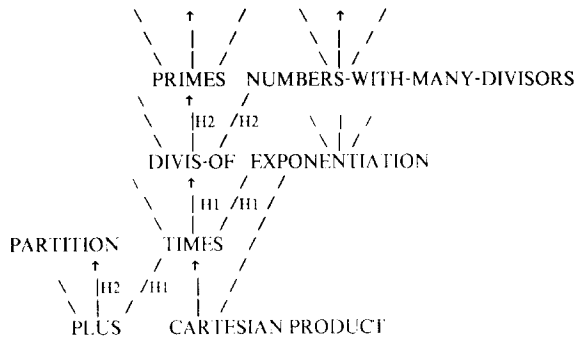 PRIMES NUMBERS-WITH-MANY-DIVISORS
H2 H2
DIVIS-OF EXPONENTIATION
H1 H1
PARTITION TIMES
H2 H1
PLUS CARTESIAN PRODUCT